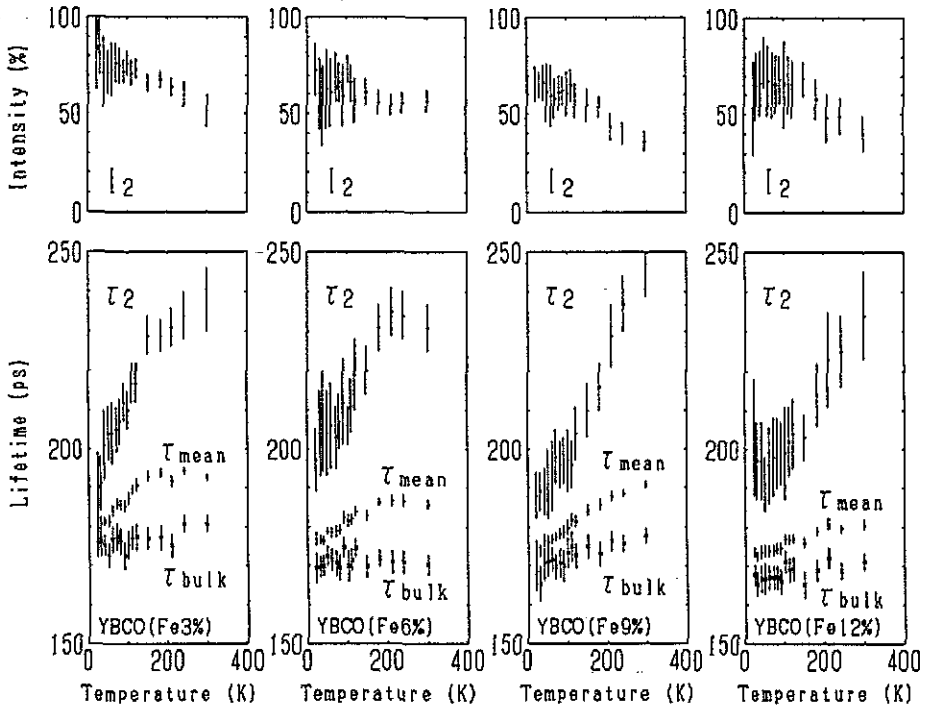 Intensity (%)
100
50
0
I2
100
50
0
I2
100
50
0
I2
100
50
0
I2
Lifetime (ps)
250
200
150
τ2
τmean
τbulk
YBCO(Fe3%)
0 200 400
Temperature (K)
250
200
150
τ2
τmean
τbulk
YBCO(Fe6%)
0 200 400
Temperature (K)
250
200
150
τ2
τmean
τbulk
YBCO(Fe9%)
0 200 400
Temperature (K)
250
200
150
τ2
τmean
τbulk
YBCO(Fe12%)
0 200 400
Temperature (K)